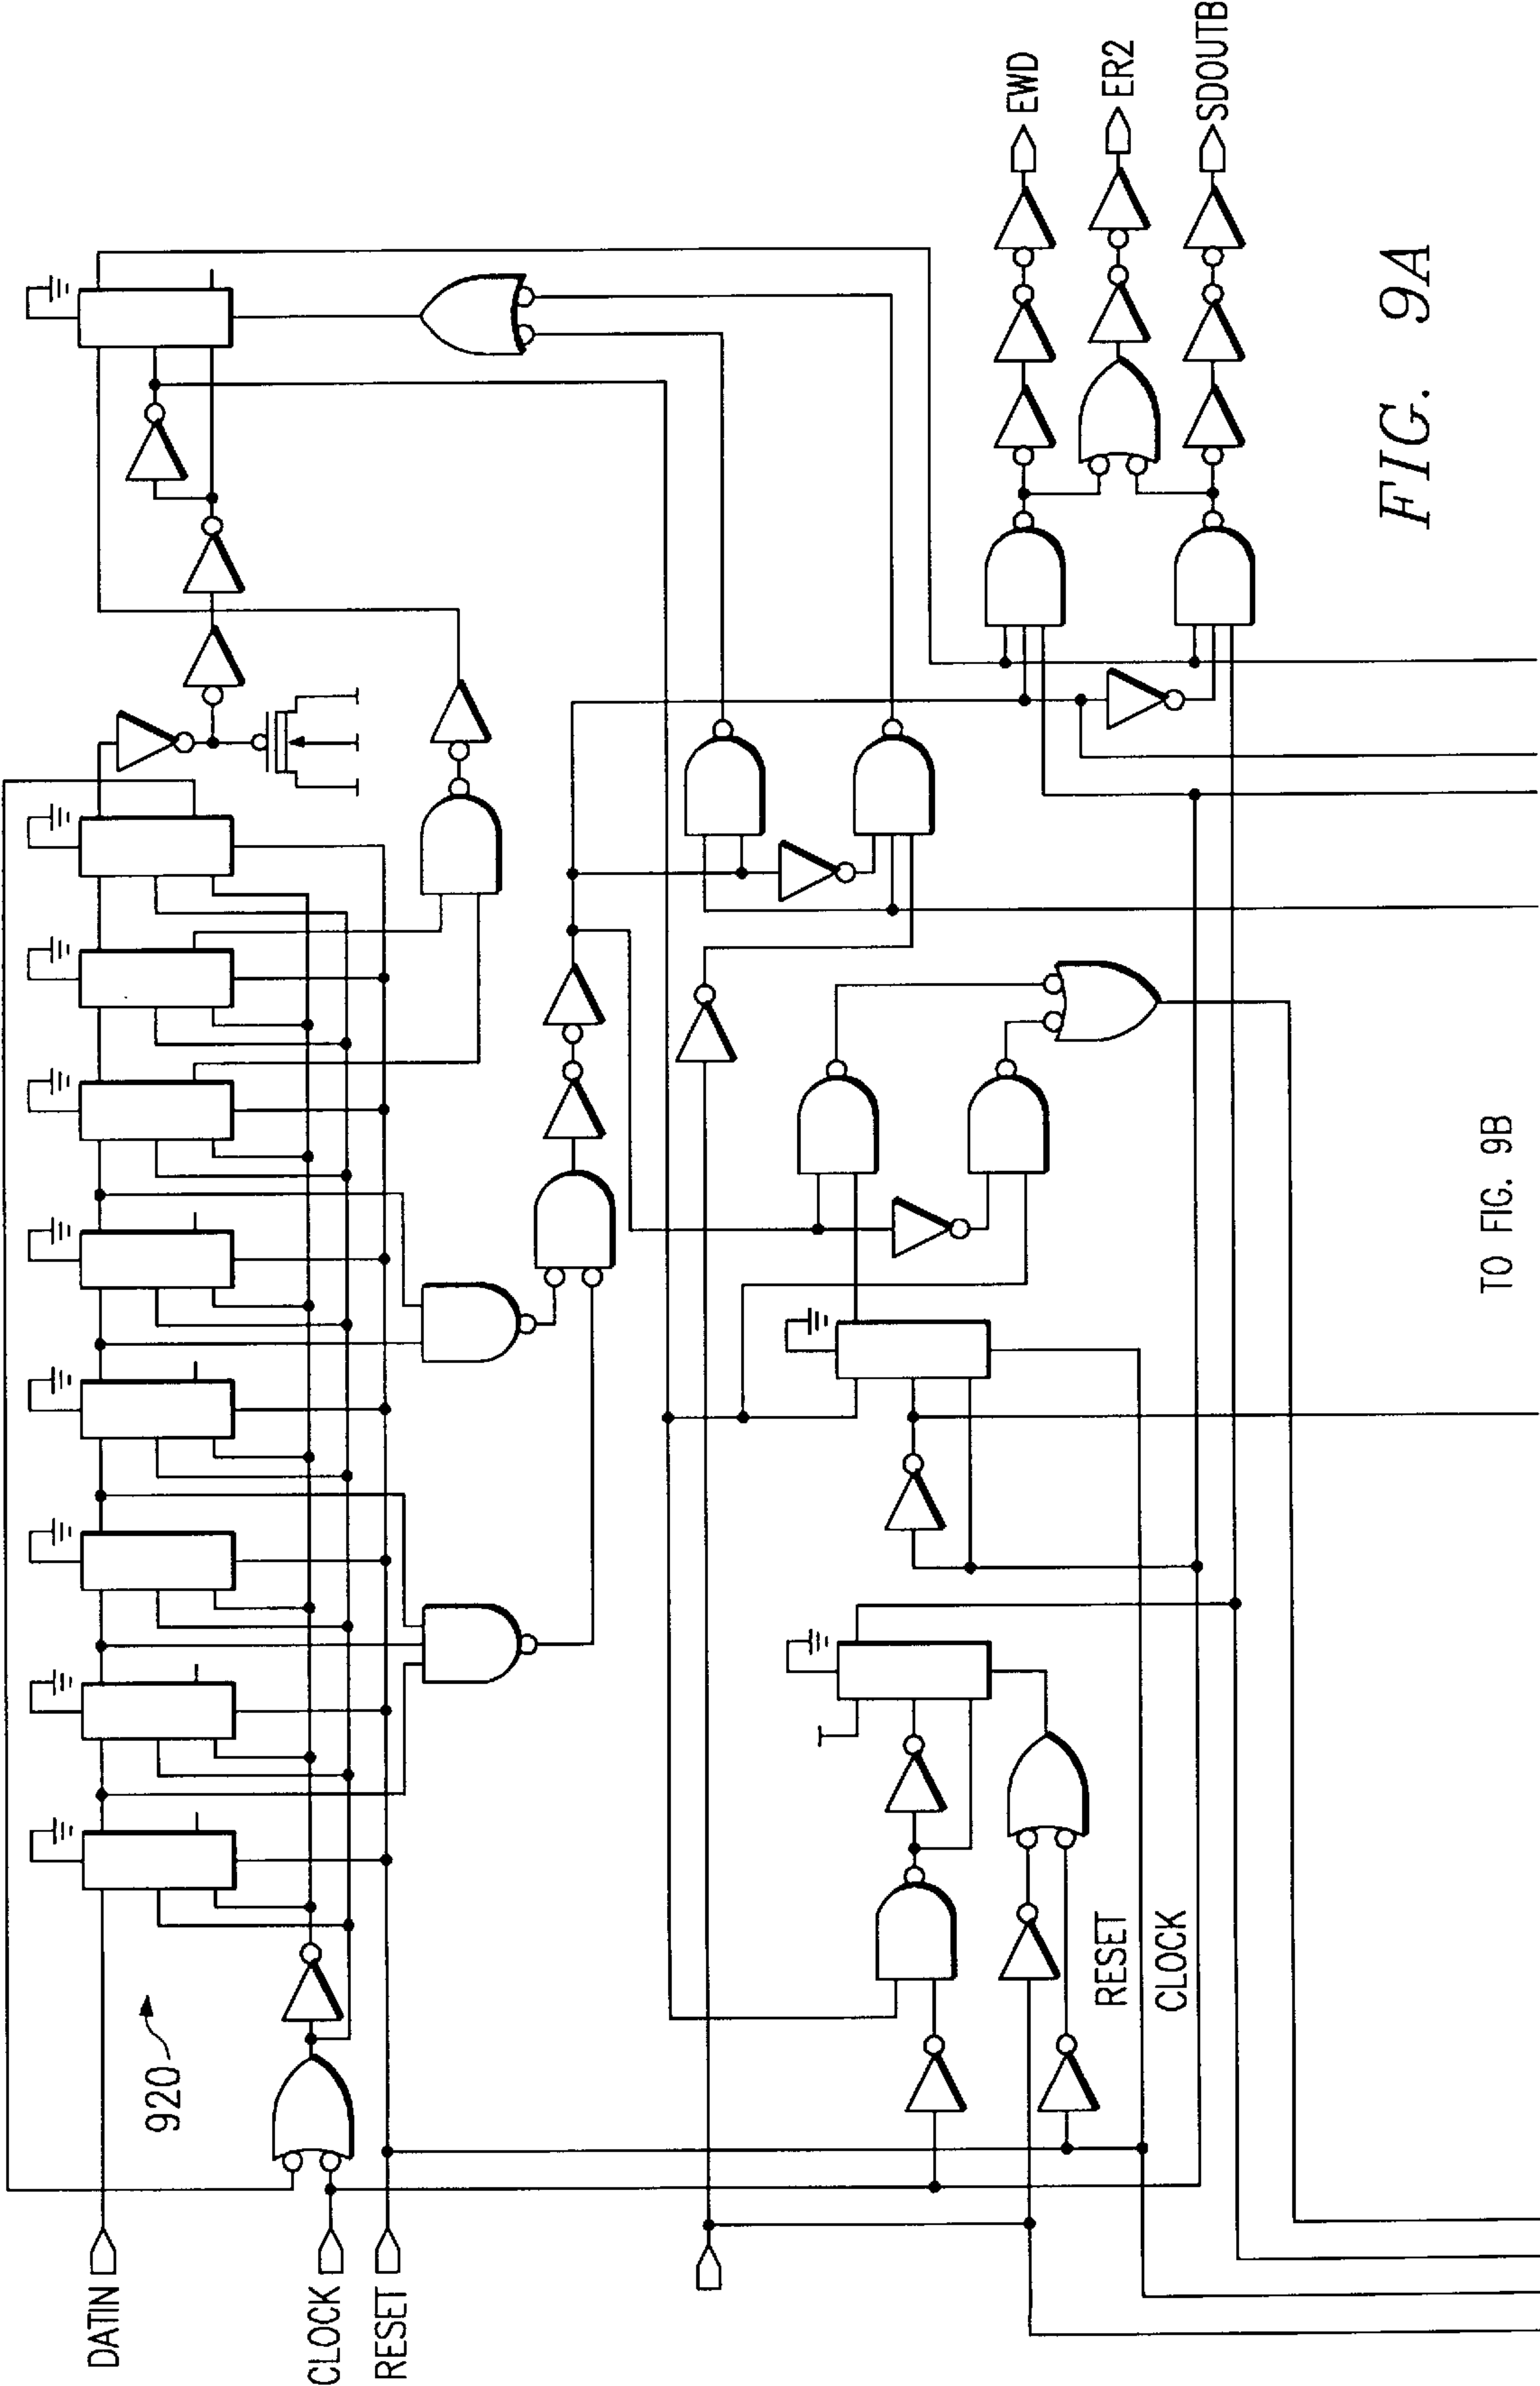 DATIN
920
CLOCK
RESET
RESET
CLOCK
EWD
ER2
SDOUTB
TO FIG. 9B
FIG. 9A